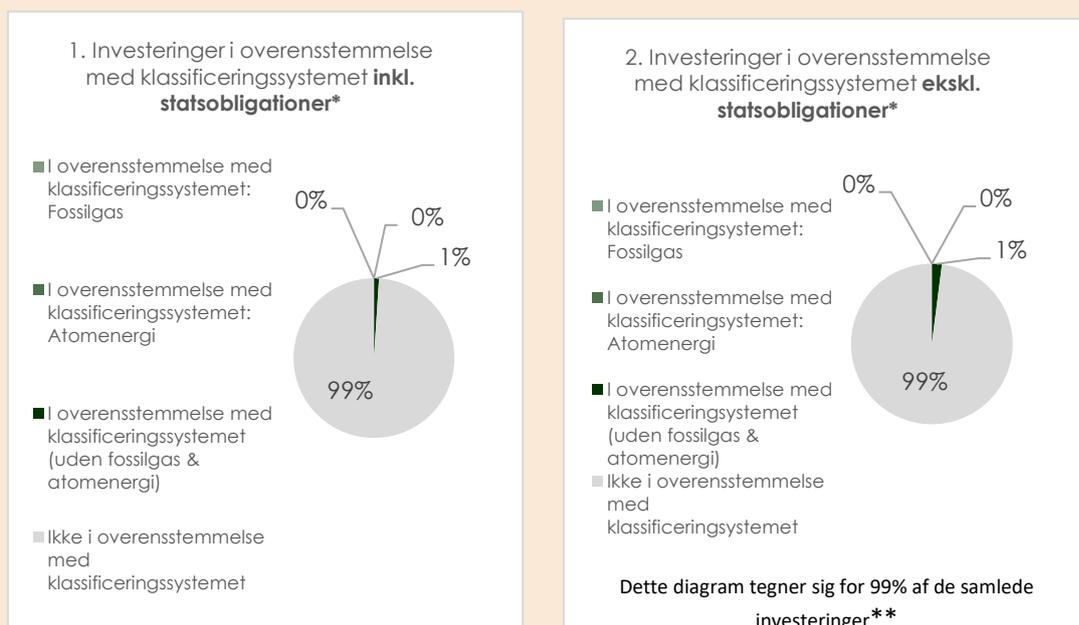 1. Investeringer i overensstemmelse
med klassificeringssystemet inkl.
statsobligationer*
I overensstemmelse med
klassificeringssystemet:
Fossilgas
I overensstemmelse med
klassificeringssystemet:
Atomenergi
I overensstemmelse med
klassificeringssystemet
(uden fossilgas &
atomenergi)
Ikke i overensstemmelse
med
klassificeringsystemet
0%
0%
1%
99%
2. Investeringer i overensstemmelse
med klassificeringssystemet ekskl.
statsobligationer*
I overensstemmelse med
klassificeringssystemet:
Fossilgas
I overensstemmelse med
klassificeringssystemet:
Atomenergi
I overensstemmelse med
klassificeringssystemet
(uden fossilgas &
atomenergi)
Ikke i overensstemmelse
med
klassificeringsystemet
0%
0%
1%
99%
Dette diagram tegner sig for 99% af de samlede
investeringer**